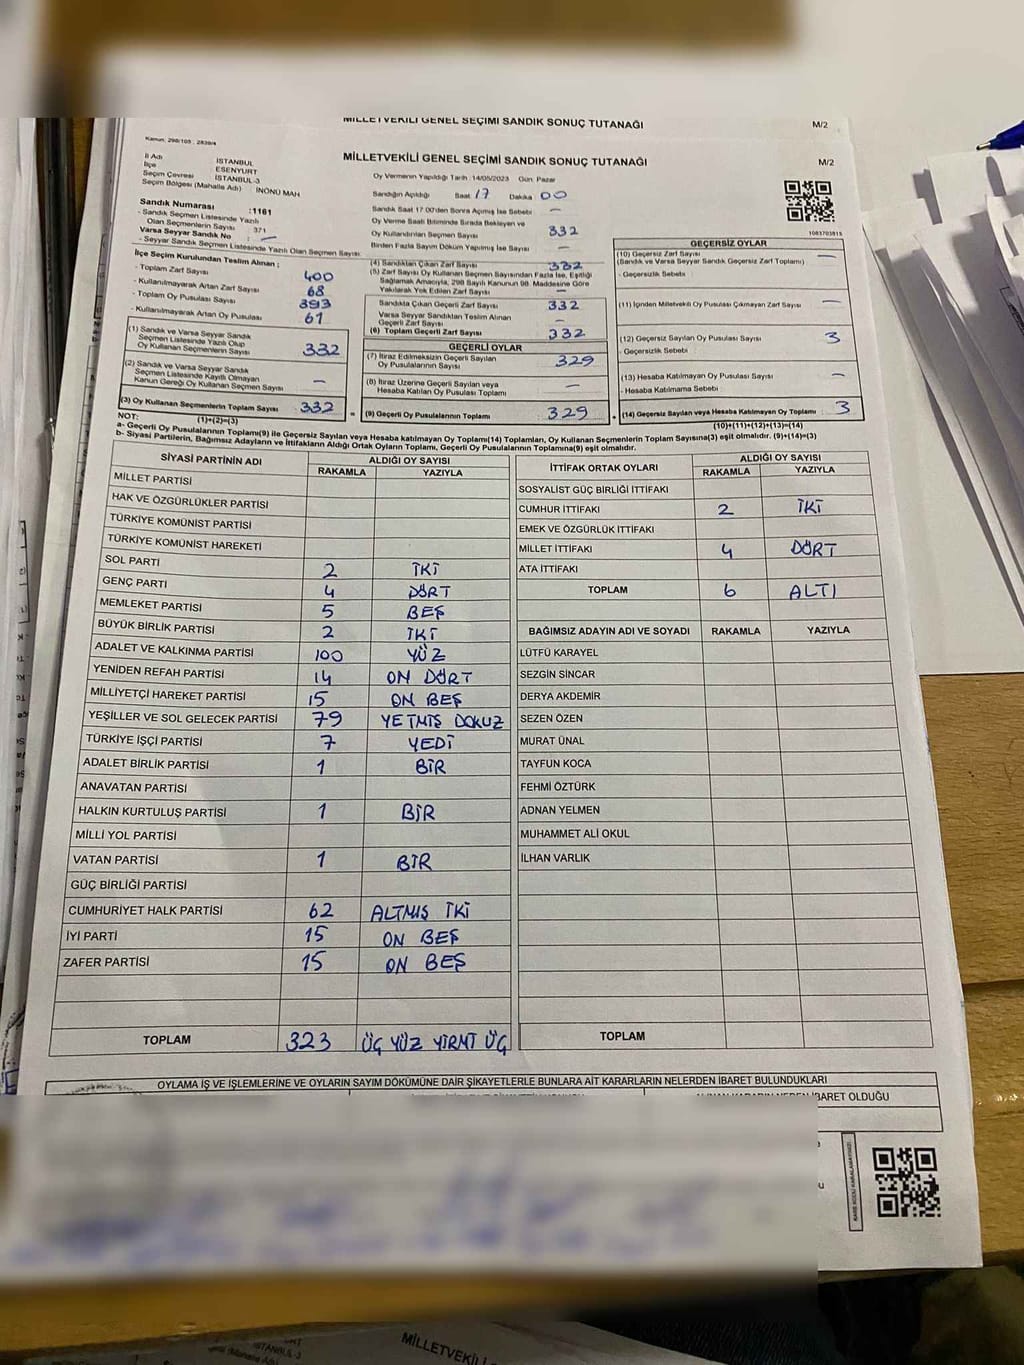 MİLLETVEKİLİ GENEL SEÇİMİ SANDIK SONUÇ TUTANAĞI M/2
Kanun: 298/105 ; 2839/4
MİLLETVEKİLİ GENEL SEÇİMİ SANDIK SONUÇ TUTANAĞI M/2
İl Adı İSTANBUL
İlçe ESENYURT
Seçim Çevresi İSTANBUL-3
Seçim Bölgesi (Mahalle Adı) İNÖNÜ MAH
Sandık Numarası :1161
- Sandık Seçmen Listesinde Yazılı
Olan Seçmenlerin Sayısı 371
Varsa Seyyar Sandık No : —
- Seyyar Sandık Seçmen Listesinde Yazılı Olan Seçmen Sayısı:
Oy Vermenin Yapıldığı Tarih :14/05/2023 Gün: Pazar
Sandığın Açıldığı Saat 17 Dakika 00
Sandık Saat 17:00'den Sonra Açılmış İse Sebebi —
Oy Verme Saati Bitiminde Sırada Bekleyen ve
Oy Kullandırılan Seçmen Sayısı 332
Birden Fazla Sayım Döküm Yapılmış İse Sayısı —
1083703815
İlçe Seçim Kurulundan Teslim Alınan ;
- Toplam Zarf Sayısı 400
- Kullanılmayarak Artan Zarf Sayısı 68
- Toplam Oy Pusulası Sayısı 393
- Kullanılmayarak Artan Oy Pusulası 61
(1) Sandık ve Varsa Seyyar Sandık
Seçmen Listesinde Yazılı Olup
Oy Kullanan Seçmenlerin Sayısı 332
(2) Sandık ve Varsa Seyyar Sandık
Seçmen Listesinde Kayıtlı Olmayan
Kanun Gereği Oy Kullanan Seçmen Sayısı —
(3) Oy Kullanan Seçmenlerin Toplam Sayısı 332
(1)+(2)=(3)
(4) Sandıktan Çıkan Zarf Sayısı 332
(5) Zarf Sayısı Oy Kullanan Seçmen Sayısından Fazla İse, Eşitliği
Sağlamak Amacıyla, 298 Sayılı Kanunun 98. Maddesine Göre
Yakılarak Yok Edilen Zarf Sayısı —
Sandıkta Çıkan Geçerli Zarf Sayısı 332
Varsa Seyyar Sandıktan Teslim Alınan
Geçerli Zarf Sayısı —
(6) Toplam Geçerli Zarf Sayısı 332
GEÇERLİ OYLAR
(7) İtiraz Edilmeksizin Geçerli Sayılan
Oy Pusulalarının Sayısı 329
(8) İtiraz Üzerine Geçerli Sayılan veya
Hesaba Katılan Oy Pusulaları Toplamı —
= (9) Geçerli Oy Pusulalarının Toplamı 329
GEÇERSİZ OYLAR
(10) Geçersiz Zarf Sayısı —
(Sandık ve Varsa Seyyar Sandık Geçersiz Zarf Toplamı)
- Geçersizlik Sebebi :
(11) İçinden Milletvekili Oy Pusulası Çıkmayan Zarf Sayısı —
(12) Geçersiz Sayılan Oy Pusulası Sayısı 3
- Geçersizlik Sebebi :
(13) Hesaba Katılmayan Oy Pusulası Sayısı —
- Hesaba Katılmama Sebebi :
+ (14) Geçersiz Sayılan veya Hesaba Katılmayan Oy Toplamı 3
(10)+(11)+(12)+(13)=(14)
NOT:
a- Geçerli Oy Pusulalarının Toplamı(9) ile Geçersiz Sayılan veya Hesaba katılmayan Oy Toplamı(14) Toplamları, Oy Kullanan Seçmenlerin Toplam Sayısına(3) eşit olmalıdır. (9)+(14)=(3)
b- Siyasi Partilerin, Bağımsız Adayların ve İttifakların Aldığı Ortak Oyların Toplamı, Geçerli Oy Pusulalarının Toplamına(9) eşit olmalıdır.
SİYASİ PARTİNİN ADI ALDIĞI OY SAYISI
RAKAMLA YAZIYLA
MİLLET PARTİSİ
HAK VE ÖZGÜRLÜKLER PARTİSİ
TÜRKİYE KOMÜNİST PARTİSİ
TÜRKİYE KOMÜNİST HAREKETİ
SOL PARTİ 2 İKİ
GENÇ PARTİ 4 DÖRT
MEMLEKET PARTİSİ 5 BEŞ
BÜYÜK BİRLİK PARTİSİ 2 İKİ
ADALET VE KALKINMA PARTİSİ 100 YÜZ
YENİDEN REFAH PARTİSİ 14 ON DÖRT
MİLLİYETÇİ HAREKET PARTİSİ 15 ON BEŞ
YEŞİLLER VE SOL GELECEK PARTİSİ 79 YETMİŞ DOKUZ
TÜRKİYE İŞÇİ PARTİSİ 7 YEDİ
ADALET BİRLİK PARTİSİ 1 BİR
ANAVATAN PARTİSİ
HALKIN KURTULUŞ PARTİSİ 1 BİR
MİLLİ YOL PARTİSİ
VATAN PARTİSİ 1 BİR
GÜÇ BİRLİĞİ PARTİSİ
CUMHURİYET HALK PARTİSİ 62 ALTMIŞ İKİ
İYİ PARTİ 15 ON BEŞ
ZAFER PARTİSİ 15 ON BEŞ
TOPLAM 323 ÜÇ YÜZ YİRMİ ÜÇ
İTTİFAK ORTAK OYLARI ALDIĞI OY SAYISI
RAKAMLA YAZIYLA
SOSYALİST GÜÇ BİRLİĞİ İTTİFAKI
CUMHUR İTTİFAKI 2 İKİ
EMEK VE ÖZGÜRLÜK İTTİFAKI
MİLLET İTTİFAKI 4 DÖRT
ATA İTTİFAKI
TOPLAM 6 ALTI
BAĞIMSIZ ADAYIN ADI VE SOYADI RAKAMLA YAZIYLA
LÜTFÜ KARAYEL
SEZGİN SİNCAR
DERYA AKDEMİR
SEZEN ÖZEN
MURAT ÜNAL
TAYFUN KOCA
FEHMİ ÖZTÜRK
ADNAN YELMEN
MUHAMMET ALİ OKUL
İLHAN VARLIK
TOPLAM
OYLAMA İŞ VE İŞLEMLERİNE VE OYLARIN SAYIM DÖKÜMÜNE DAİR ŞİKAYETLERLE BUNLARA AİT KARARLARIN NELERDEN İBARET BULUNDUKLARI
İBARET OLDUĞU
KARE KODU KARALAMAYINIZ!
İSTANBUL-3
MİLLETVEKİLİ